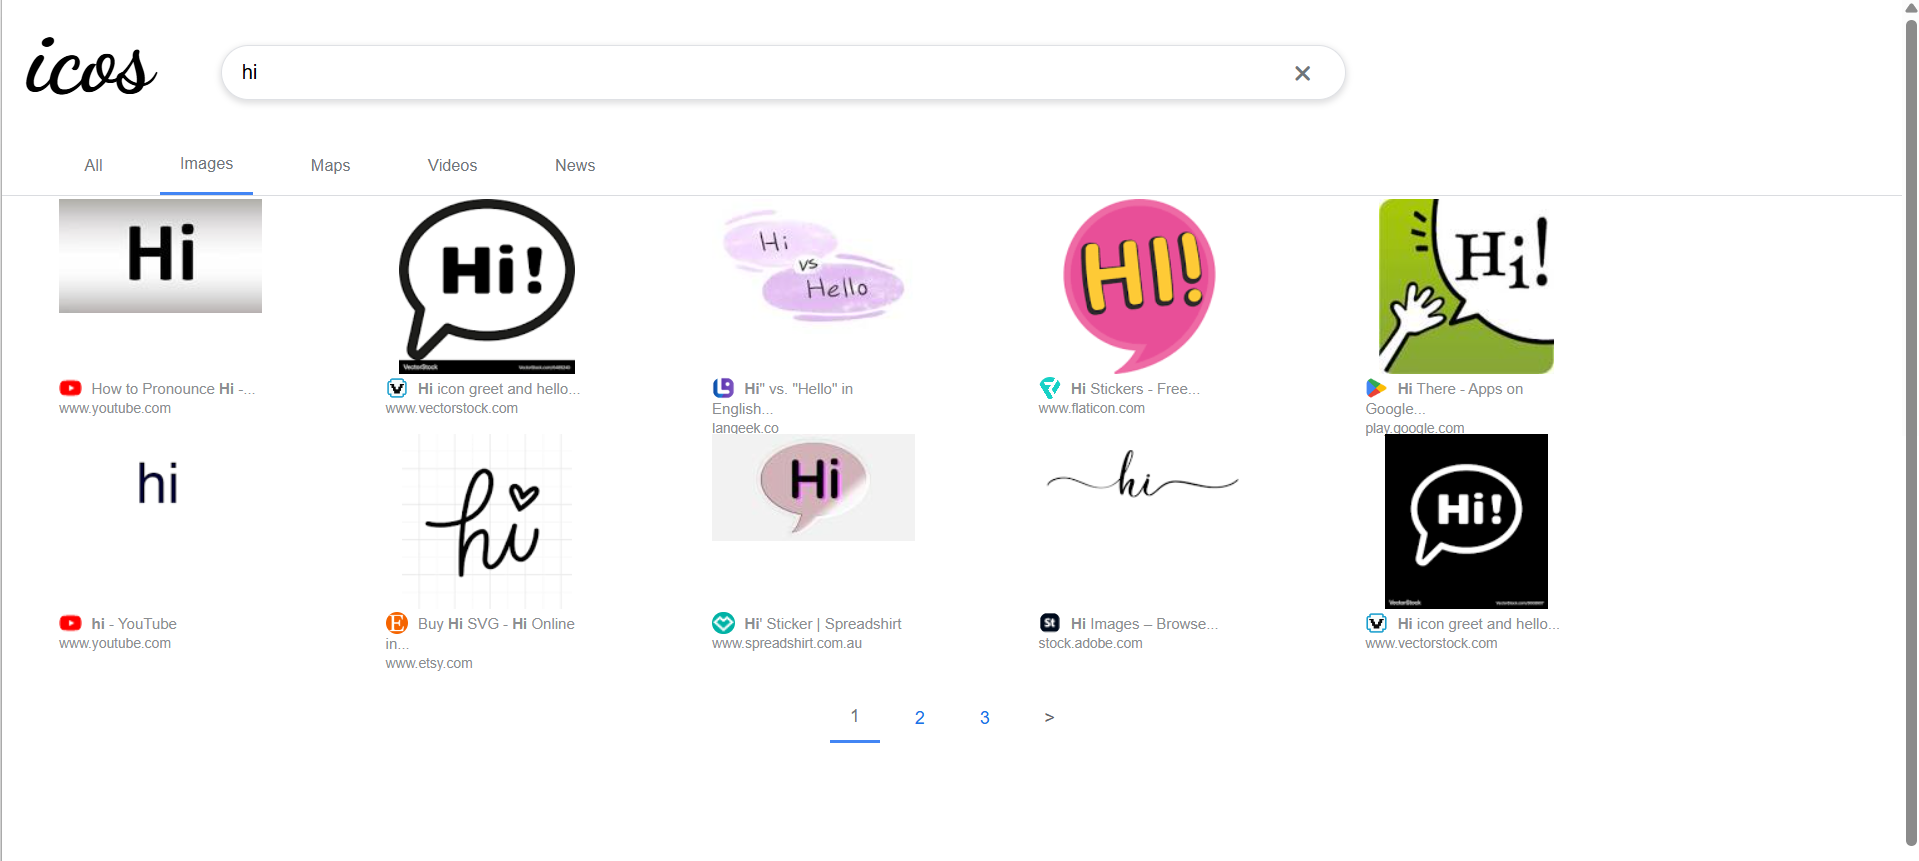 icos
hi
All
Images
Maps
Videos
News
Hi
Hi!
VectorStock
Hi
vs
Hello
HI!
Hi!
How to Pronounce Hi -...
www.youtube.com
Hi icon greet and hello...
www.vectorstock.com
Hi" vs. "Hello" in
English...
langeek.co
Hi Stickers - Free...
www.flaticon.com
Hi There - Apps on
Google...
play.google.com
hi
hi
Hi
hi
Hi!
VectorStock
hi - YouTube
www.youtube.com
Buy Hi SVG - Hi Online
in...
www.etsy.com
Hi' Sticker | Spreadshirt
www.spreadshirt.com.au
St
Hi Images – Browse...
stock.adobe.com
Hi icon greet and hello...
www.vectorstock.com
1
2
3
>